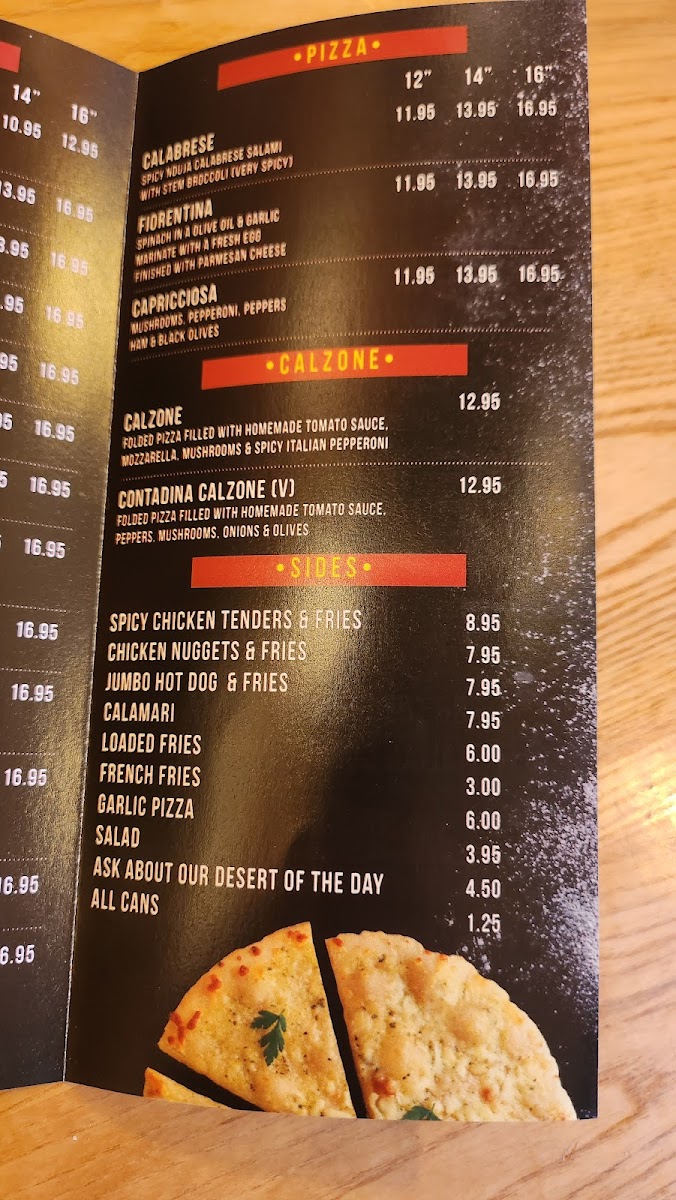 14" 16"
10.95 12.95
13.95 16.95
3.95 16.95
.95 16.95
95 16.95
5 16.95
5 16.95
16.95
16.95
16.95
16.95
16.95
6.95
•PIZZA•
12" 14" 16"
11.95 13.95 16.95
CALABRESE
SPICY NDUJA CALABRESE SALAMI
WITH STEM BROCCOLI (VERY SPICY)
11.95 13.95 16.95
FIORENTINA
SPINACH IN A OLIVE OIL & GARLIC
MARINATE WITH A FRESH EGG
FINISHED WITH PARMESAN CHEESE
11.95 13.95 16.95
CAPRICCIOSA
MUSHROOMS, PEPPERONI, PEPPERS
HAM & BLACK OLIVES
•CALZONE•
CALZONE 12.95
FOLDED PIZZA FILLED WITH HOMEMADE TOMATO SAUCE,
MOZZARELLA, MUSHROOMS & SPICY ITALIAN PEPPERONI
CONTADINA CALZONE (V) 12.95
FOLDED PIZZA FILLED WITH HOMEMADE TOMATO SAUCE,
PEPPERS, MUSHROOMS, ONIONS & OLIVES
•SIDES•
SPICY CHICKEN TENDERS & FRIES 8.95
CHICKEN NUGGETS & FRIES 7.95
JUMBO HOT DOG & FRIES 7.95
CALAMARI 7.95
LOADED FRIES 6.00
FRENCH FRIES 3.00
GARLIC PIZZA 6.00
SALAD 3.95
ASK ABOUT OUR DESERT OF THE DAY 4.50
ALL CANS 1.25